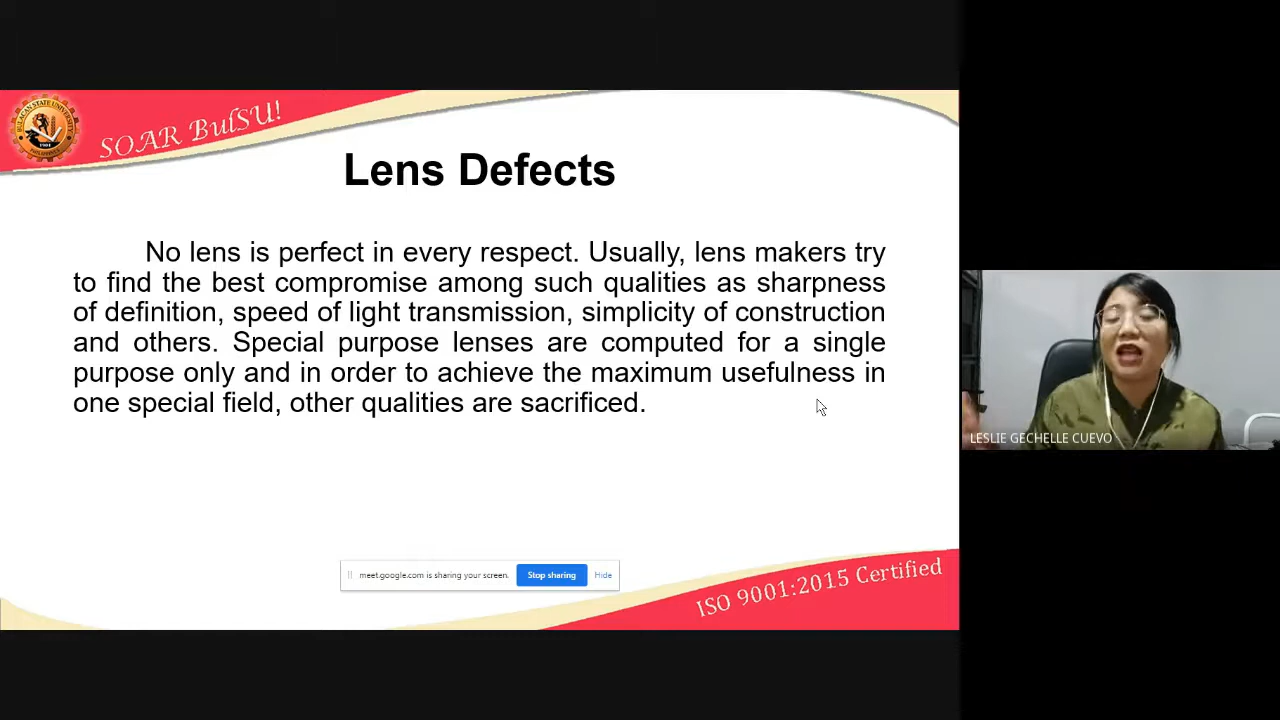 SOAR BulSU!
BULACAN STATE UNIVERSITY
1904
Lens Defects
No lens is perfect in every respect. Usually, lens makers try
to find the best compromise among such qualities as sharpness
of definition, speed of light transmission, simplicity of construction
and others. Special purpose lenses are computed for a single
purpose only and in order to achieve the maximum usefulness in
one special field, other qualities are sacrificed.
LESLIE GECHELLE CUEVO
meet.google.com is sharing your screen. Stop sharing Hide
ISO 9001:2015 Certified